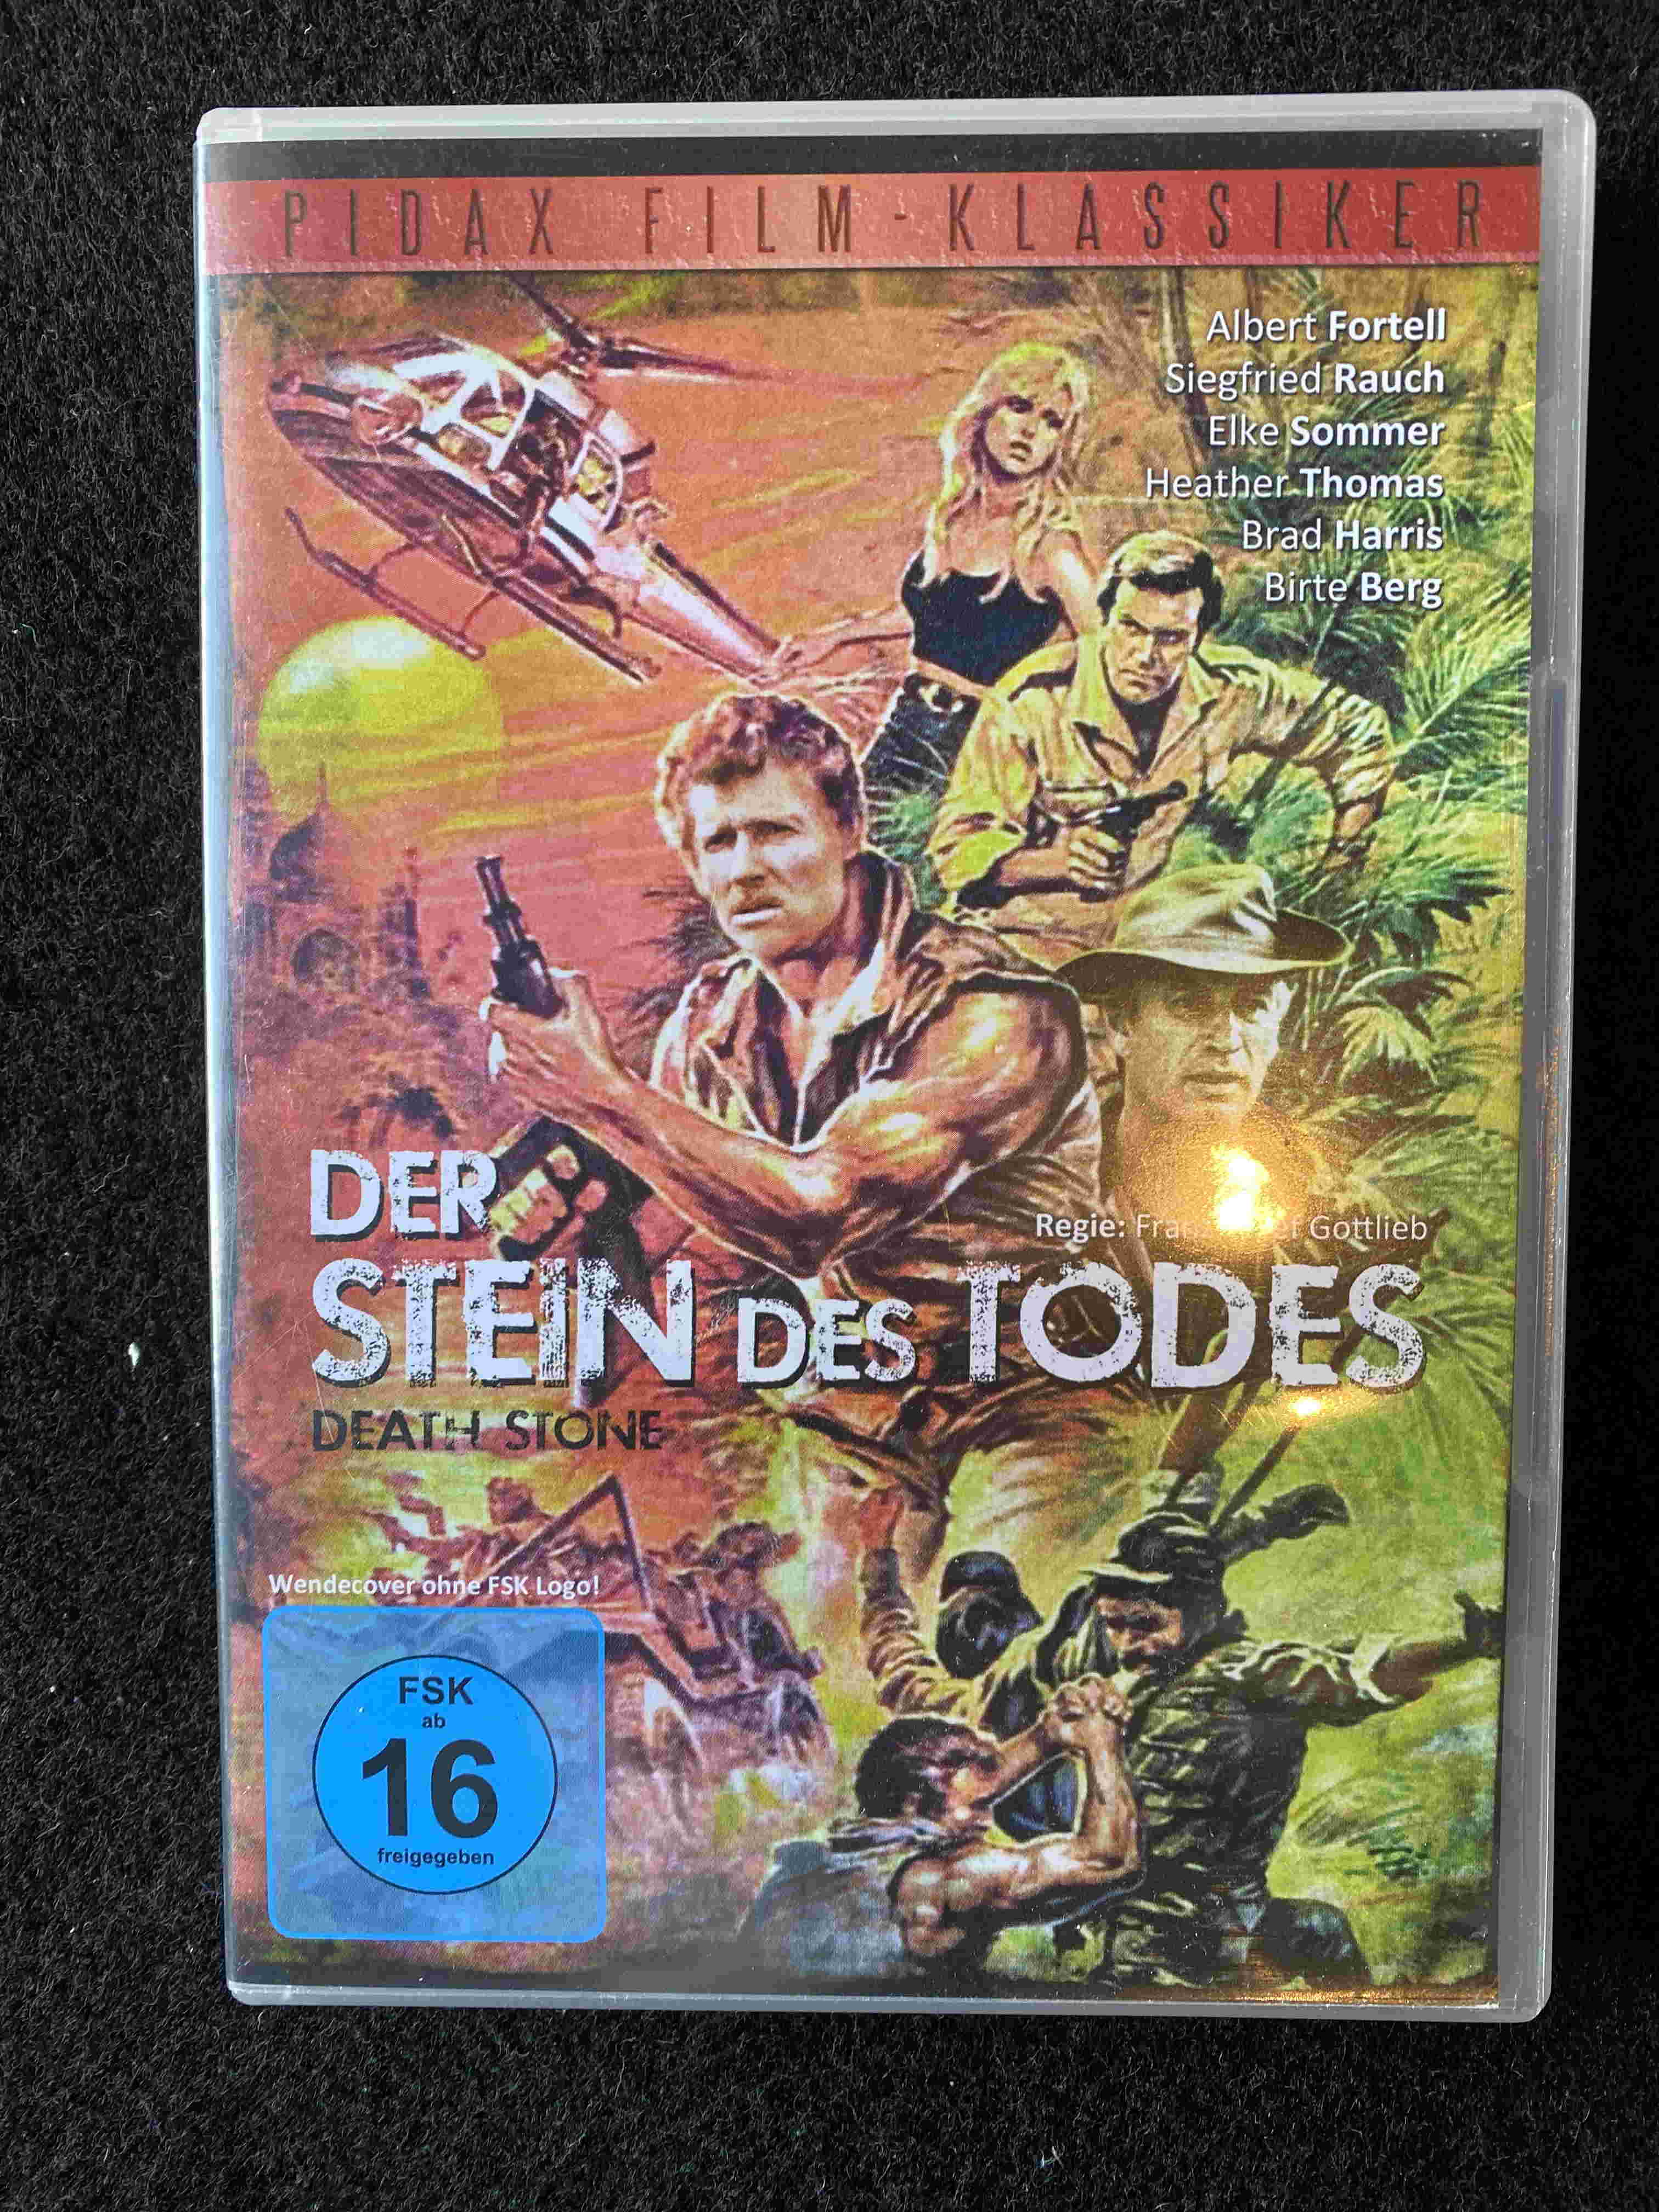 PIDAX FILM-KLASSIKER
Albert Fortell
Siegfried Rauch
Elke Sommer
Heather Thomas
Brad Harris
Birte Berg
DER
Regie: Gottlieb
STEIN DES TODES
DEATH STONE
Wendecover ohne FSK Logo!
FSK
ab
16
freigegeben